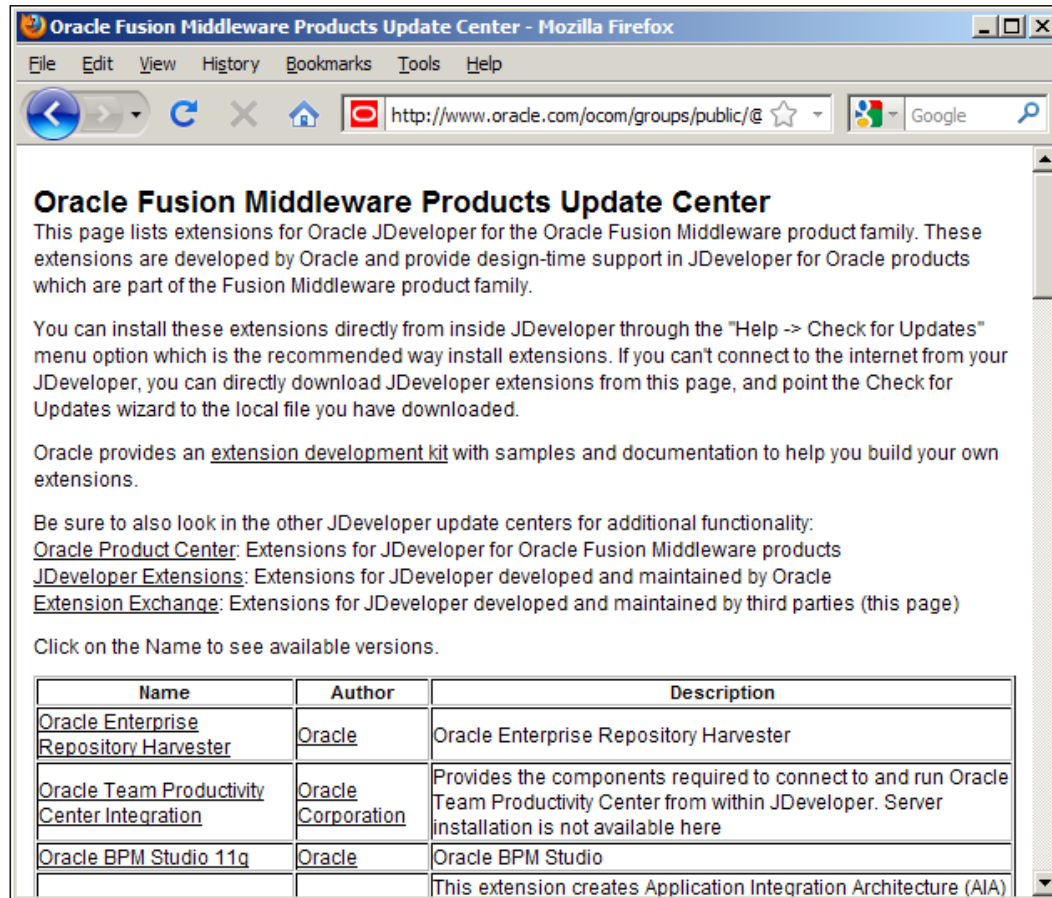 Oracle Fusion Middleware Products Update Center - Mozilla Firefox
File Edit View History Bookmarks Tools Help
http://www.oracle.com/ocom/groups/public/@ Google
Oracle Fusion Middleware Products Update Center
This page lists extensions for Oracle JDeveloper for the Oracle Fusion Middleware product family. These
extensions are developed by Oracle and provide design-time support in JDeveloper for Oracle products
which are part of the Fusion Middleware product family.
You can install these extensions directly from inside JDeveloper through the "Help -> Check for Updates"
menu option which is the recommended way install extensions. If you can't connect to the internet from your
JDeveloper, you can directly download JDeveloper extensions from this page, and point the Check for
Updates wizard to the local file you have downloaded.
Oracle provides an extension development kit with samples and documentation to help you build your own
extensions.
Be sure to also look in the other JDeveloper update centers for additional functionality:
Oracle Product Center: Extensions for JDeveloper for Oracle Fusion Middleware products
JDeveloper Extensions: Extensions for JDeveloper developed and maintained by Oracle
Extension Exchange: Extensions for JDeveloper developed and maintained by third parties (this page)
Click on the Name to see available versions.
Name Author Description
Oracle Enterprise
Repository Harvester
Oracle
Oracle Enterprise Repository Harvester
Oracle Team Productivity
Center Integration
Oracle
Corporation
Provides the components required to connect to and run Oracle
Team Productivity Center from within JDeveloper. Server
installation is not available here
Oracle BPM Studio 11g Oracle Oracle BPM Studio
This extension creates Application Integration Architecture (AIA)